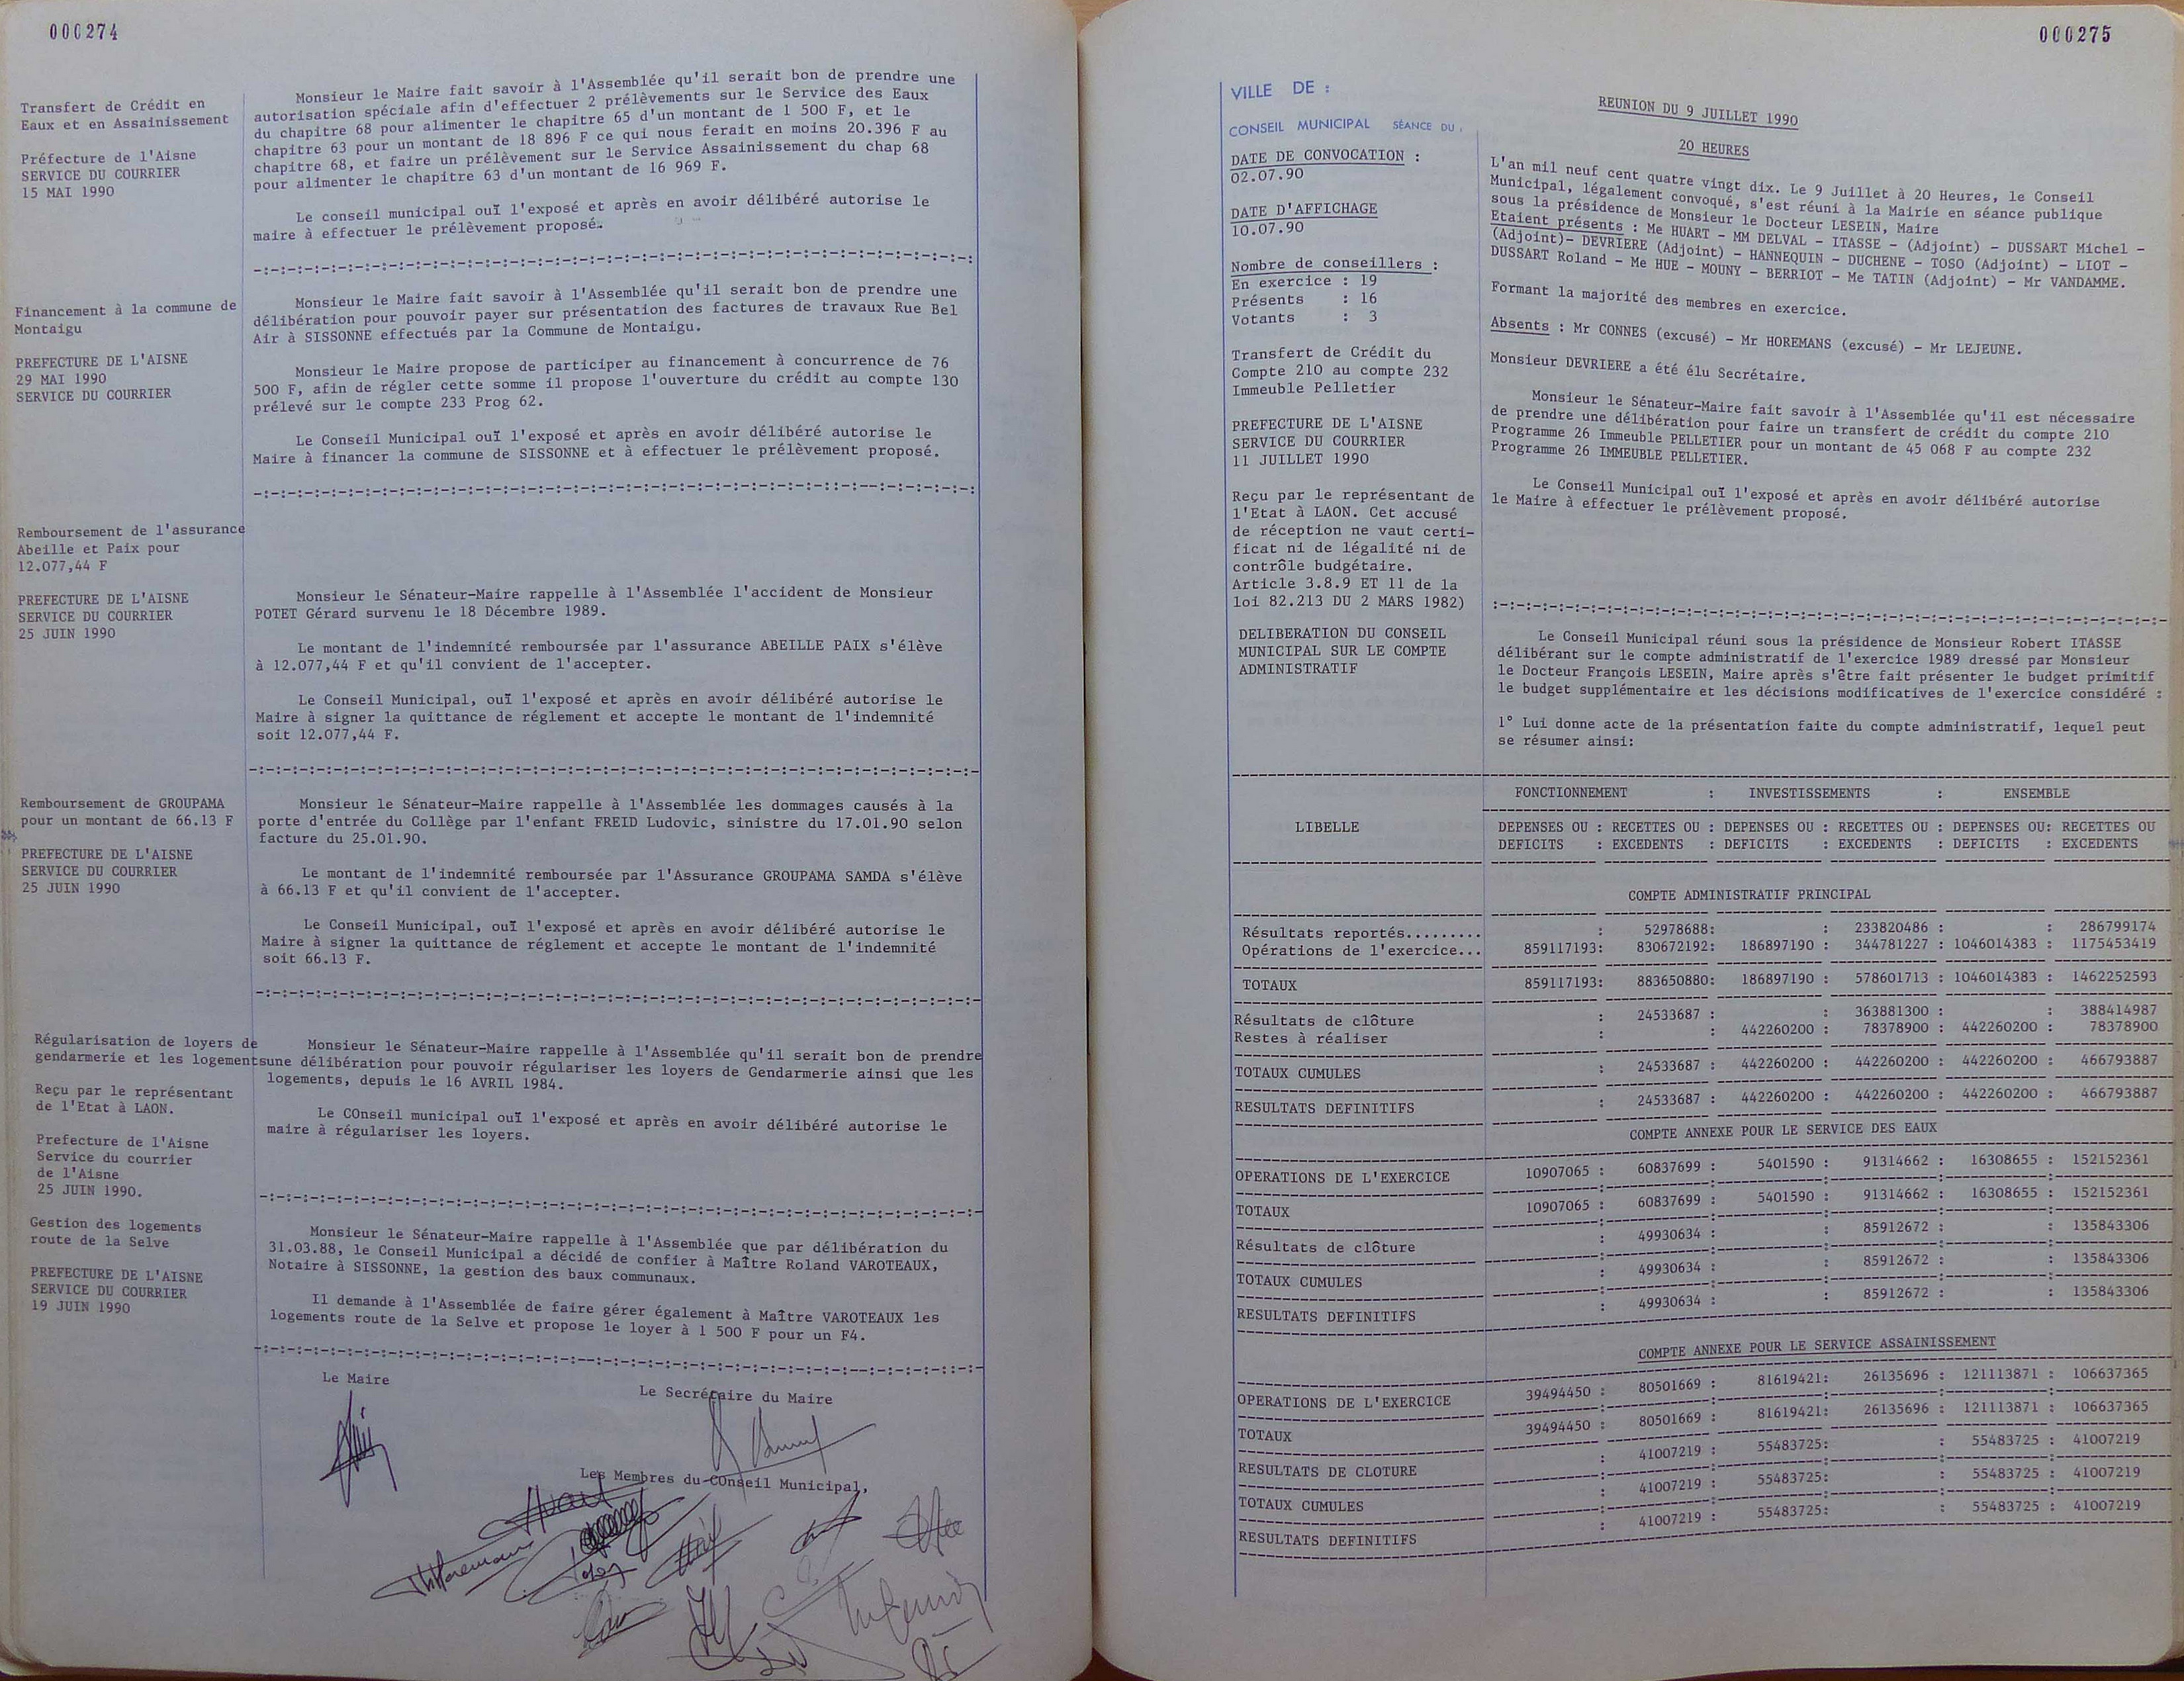 000274
Transfert de Crédit en
Eaux et en Assainissement
Préfecture de l'Aisne
SERVICE DU COURRIER
15 MAI 1990
Monsieur le Maire fait savoir à l'Assemblée qu'il serait bon de prendre une
autorisation spéciale afin d'effectuer 2 prélèvements sur le Service des Eaux
du chapitre 68 pour alimenter le chapitre 65 d'un montant de 1 500 F, et le
chapitre 63 pour un montant de 18 896 F ce qui nous ferait en moins 20.396 F au
chapitre 68, et faire un prélèvement sur le Service Assainissement du chap 68
pour alimenter le chapitre 63 d'un montant de 16 969 F.
Le conseil municipal ouï l'exposé et après en avoir délibéré autorise le
maire à effectuer le prélèvement proposé.
Financement à la commune de
Montaigu
PREFECTURE DE L'AISNE
29 MAI 1990
SERVICE DU COURRIER
Monsieur le Maire fait savoir à l'Assemblée qu'il serait bon de prendre une
délibération pour pouvoir payer sur présentation des factures de travaux Rue Bel
Air à SISSONNE effectués par la Commune de Montaigu.
Monsieur le Maire propose de participer au financement à concurrence de 76
500 F, afin de régler cette somme il propose l'ouverture du crédit au compte 130
prélevé sur le compte 233 Prog 62.
Le Conseil Municipal ouï l'exposé et après en avoir délibéré autorise le
Maire à financer la commune de SISSONNE et à effectuer le prélèvement proposé.
Remboursement de l'assurance
Abeille et Paix pour
12.077,44 F
PREFECTURE DE L'AISNE
SERVICE DU COURRIER
25 JUIN 1990
Monsieur le Sénateur-Maire rappelle à l'Assemblée l'accident de Monsieur
POTET Gérard survenu le 18 Décembre 1989.
Le montant de l'indemnité remboursée par l'assurance ABEILLE PAIX s'élève
à 12.077,44 F et qu'il convient de l'accepter.
Le Conseil Municipal, ouï l'exposé et après en avoir délibéré autorise le
Maire à signer la quittance de réglement et accepte le montant de l'indemnité
soit 12.077,44 F.
Remboursement de GROUPAMA
pour un montant de 66.13 F
PREFECTURE DE L'AISNE
SERVICE DU COURRIER
25 JUIN 1990
Monsieur le Sénateur-Maire rappelle à l'Assemblée les dommages causés à la
porte d'entrée du Collège par l'enfant FREID Ludovic, sinistre du 17.01.90 selon
facture du 25.01.90.
Le montant de l'indemnité remboursée par l'Assurance GROUPAMA SAMDA s'élève
à 66.13 F et qu'il convient de l'accepter.
Le Conseil Municipal, ouï l'exposé et après en avoir délibéré autorise le
Maire à signer la quittance de réglement et accepte le montant de l'indemnité
soit 66.13 F.
Régularisation de loyers de
gendarmerie et les logements
Reçu par le représentant
de l'Etat à LAON.
Prefecture de l'Aisne
Service du courrier
de l'Aisne
25 JUIN 1990.
Monsieur le Sénateur-Maire rappelle à l'Assemblée qu'il serait bon de prendre
une délibération pour pouvoir régulariser les loyers de Gendarmerie ainsi que les
logements, depuis le 16 AVRIL 1984.
Le COnseil municipal ouï l'exposé et après en avoir délibéré autorise le
maire à régulariser les loyers.
Gestion des logements
route de la Selve
PREFECTURE DE L'AISNE
SERVICE DU COURRIER
19 JUIN 1990
Monsieur le Sénateur-Maire rappelle à l'Assemblée que par délibération du
31.03.88, le Conseil Municipal a décidé de confier à Maître Roland VAROTEAUX,
Notaire à SISSONNE, la gestion des baux communaux.
Il demande à l'Assemblée de faire gérer également à Maître VAROTEAUX les
logements route de la Selve et propose le loyer à 1 500 F pour un F4.
Le Maire
Le Secrétaire du Maire
Les Membres du COnseil Municipal,
000275
VILLE DE :
CONSEIL MUNICIPAL SÉANCE DU :
DATE DE CONVOCATION :
02.07.90
DATE D'AFFICHAGE
10.07.90
Nombre de conseillers :
En exercice : 19
Présents : 16
Votants : 3
Transfert de Crédit du
Compte 210 au compte 232
Immeuble Pelletier
PREFECTURE DE L'AISNE
SERVICE DU COURRIER
11 JUILLET 1990
Reçu par le représentant de
l'Etat à LAON. Cet accusé
de réception ne vaut certi-
ficat ni de légalité ni de
contrôle budgétaire.
Article 3.8.9 ET 11 de la
loi 82.213 DU 2 MARS 1982)
REUNION DU 9 JUILLET 1990
20 HEURES
L'an mil neuf cent quatre vingt dix. Le 9 Juillet à 20 Heures, le Conseil
Municipal, légalement convoqué, s'est réuni à la Mairie en séance publique
sous la présidence de Monsieur le Docteur LESEIN, Maire
Etaient présents : Me HUART - MM DELVAL - ITASSE - (Adjoint) - DUSSART Michel -
(Adjoint)- DEVRIERE (Adjoint) - HANNEQUIN - DUCHENE - TOSO (Adjoint) - LIOT -
DUSSART Roland - Me HUE - MOUNY - BERRIOT - Me TATIN (Adjoint) - Mr VANDAMME.
Formant la majorité des membres en exercice.
Absents : Mr CONNES (excusé) - Mr HOREMANS (excusé) - Mr LEJEUNE.
Monsieur DEVRIERE a été élu Secrétaire.
Monsieur le Sénateur-Maire fait savoir à l'Assemblée qu'il est nécessaire
de prendre une délibération pour faire un transfert de crédit du compte 210
Programme 26 Immeuble PELLETIER pour un montant de 45 068 F au compte 232
Programme 26 IMMEUBLE PELLETIER.
Le Conseil Municipal ouï l'exposé et après en avoir délibéré autorise
le Maire à effectuer le prélèvement proposé.
DELIBERATION DU CONSEIL
MUNICIPAL SUR LE COMPTE
ADMINISTRATIF
Le Conseil Municipal réuni sous la présidence de Monsieur Robert ITASSE
délibérant sur le compte administratif de l'exercice 1989 dressé par Monsieur
le Docteur François LESEIN, Maire après s'être fait présenter le budget primitif
le budget supplémentaire et les décisions modificatives de l'exercice considéré :
1° Lui donne acte de la présentation faite du compte administratif, lequel peut
se résumer ainsi:
FONCTIONNEMENT : INVESTISSEMENTS : ENSEMBLE
LIBELLE
DEPENSES OU : RECETTES OU : DEPENSES OU : RECETTES OU : DEPENSES OU: RECETTES OU
DEFICITS : EXCEDENTS : DEFICITS : EXCEDENTS : DEFICITS : EXCEDENTS
COMPTE ADMINISTRATIF PRINCIPAL
Résultats reportés......... : 52978688: : 233820486 : : 286799174
Opérations de l'exercice... 859117193: 830672192: 186897190 : 344781227 : 1046014383 : 1175453419
TOTAUX 859117193: 883650880: 186897190 : 578601713 : 1046014383 : 1462252593
Résultats de clôture : 24533687 : : 363881300 : : 388414987
Restes à réaliser : : 442260200 : 78378900 : 442260200 : 78378900
TOTAUX CUMULES : 24533687 : 442260200 : 442260200 : 442260200 : 466793887
RESULTATS DEFINITIFS : 24533687 : 442260200 : 442260200 : 442260200 : 466793887
COMPTE ANNEXE POUR LE SERVICE DES EAUX
OPERATIONS DE L'EXERCICE 10907065 : 60837699 : 5401590 : 91314662 : 16308655 : 152152361
TOTAUX 10907065 : 60837699 : 5401590 : 91314662 : 16308655 : 152152361
Résultats de clôture : 49930634 : : 85912672 : : 135843306
TOTAUX CUMULES : 49930634 : : 85912672 : : 135843306
RESULTATS DEFINITIFS : 49930634 : : 85912672 : : 135843306
COMPTE ANNEXE POUR LE SERVICE ASSAINISSEMENT
OPERATIONS DE L'EXERCICE 39494450 : 80501669 : 81619421: 26135696 : 121113871 : 106637365
TOTAUX 39494450 : 80501669 : 81619421: 26135696 : 121113871 : 106637365
RESULTATS DE CLOTURE : 41007219 : 55483725: : 55483725 : 41007219
TOTAUX CUMULES : 41007219 : 55483725: : 55483725 : 41007219
RESULTATS DEFINITIFS : 41007219 : 55483725: : 55483725 : 41007219